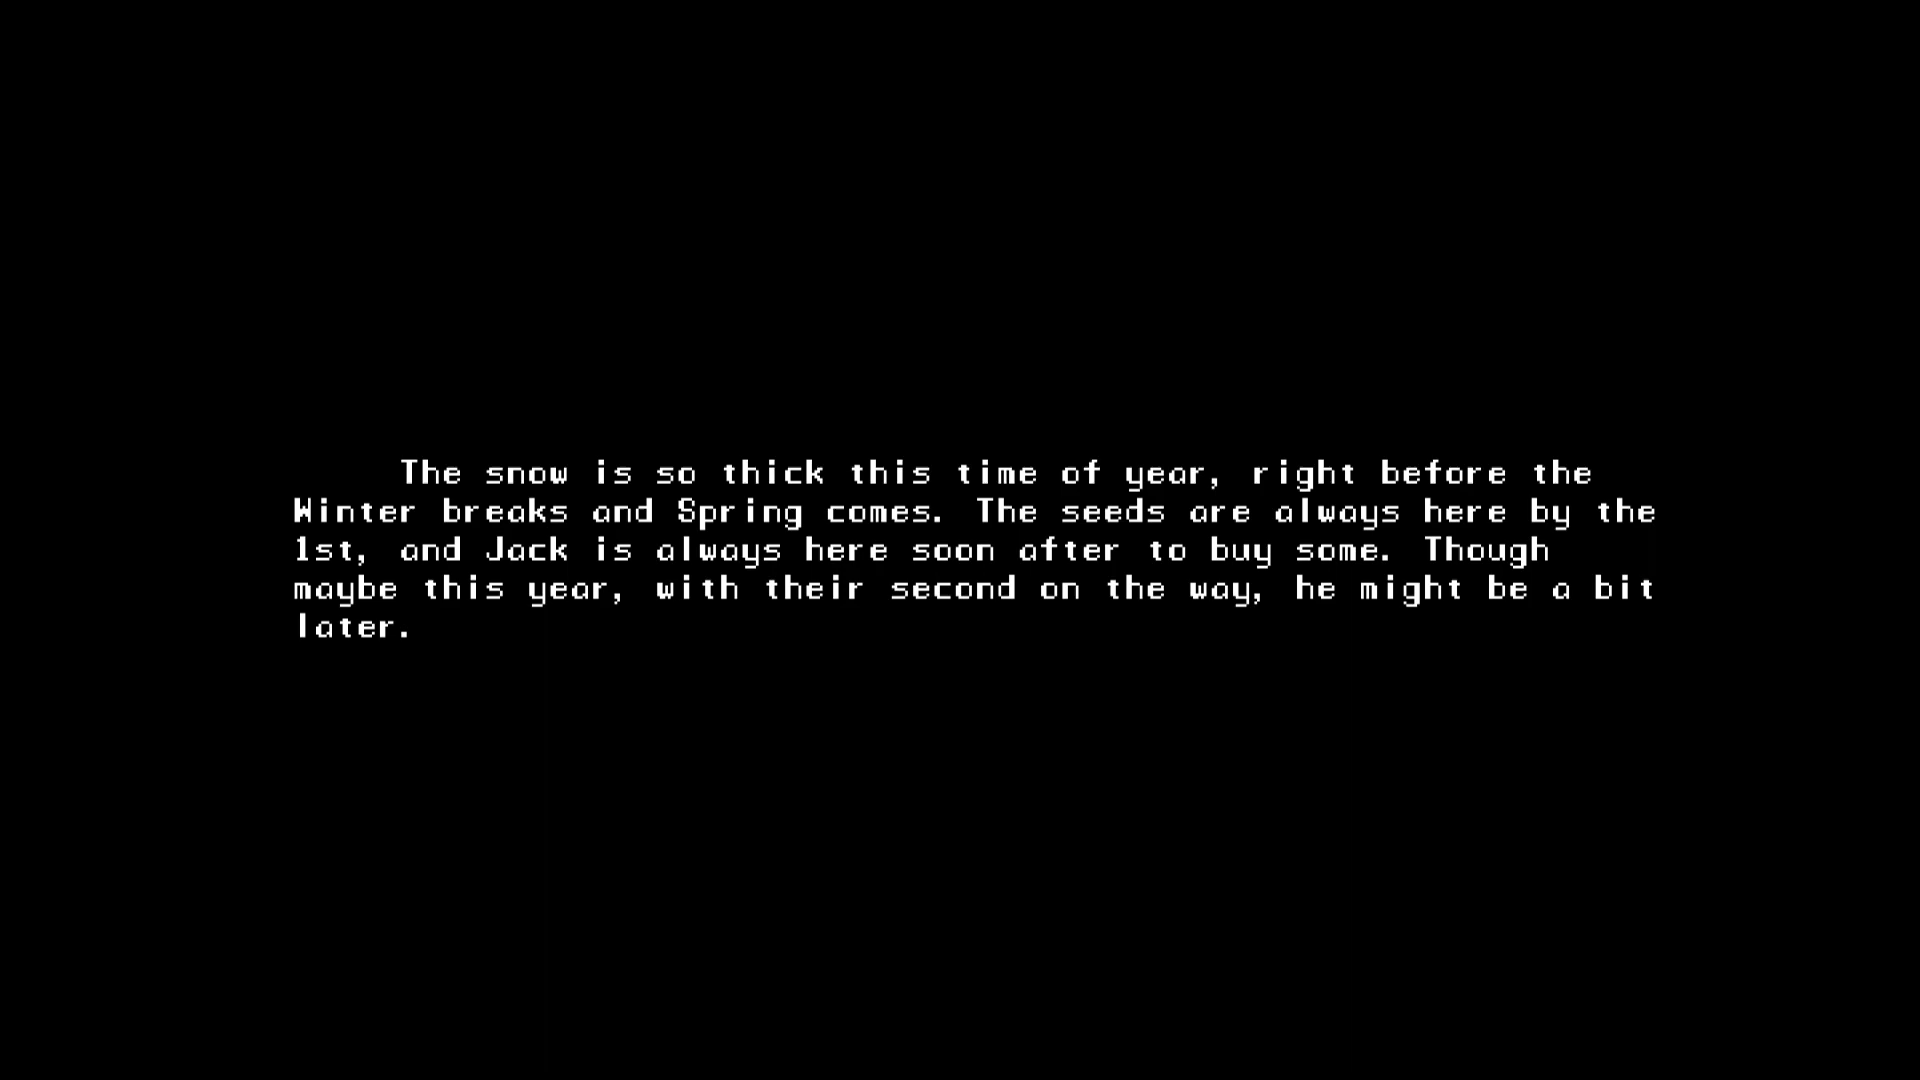 The snow is so thick this time of year, right before the
Winter breaks and Spring comes. The seeds are always here by the
1st, and Jack is always here soon after to buy some. Though
maybe this year, with their second on the way, he might be a bit
later.